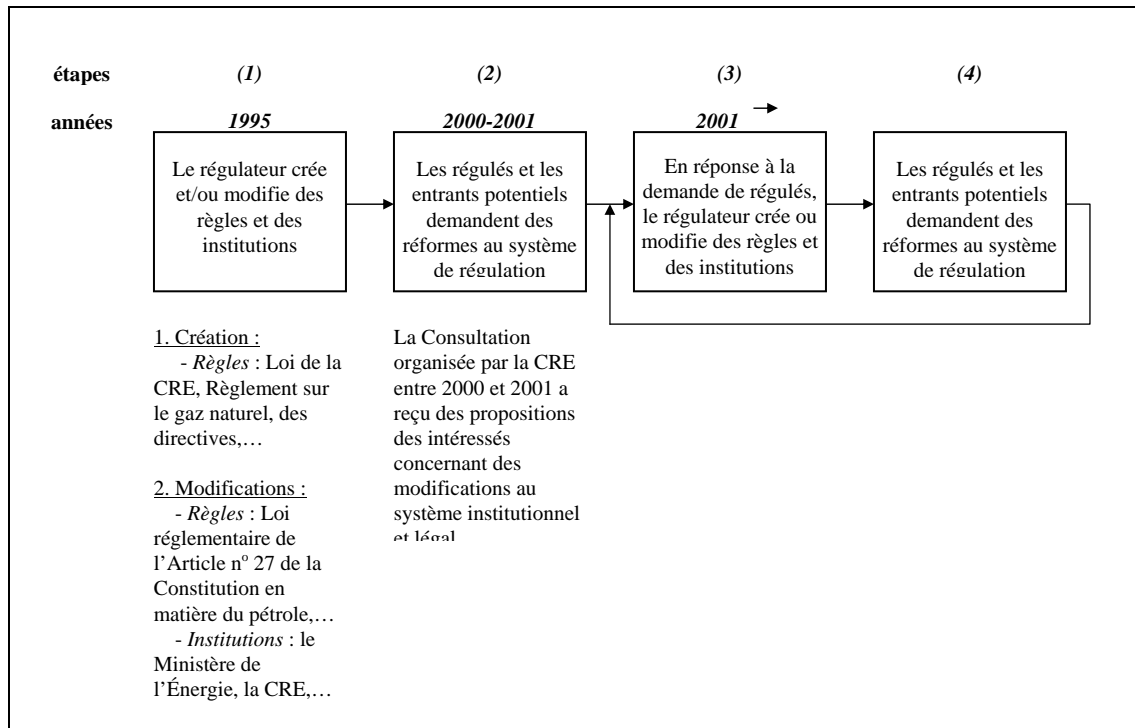 étapes (1) (2) (3) (4)
années 1995 2000-2001 2001
Le régulateur crée
et/ou modifie des
règles et des
institutions
Les régulés et les
entrants potentiels
demandent des
réformes au système
de régulation
En réponse à la
demande de régulés,
le régulateur crée ou
modifie des règles et
des institutions
Les régulés et les
entrants potentiels
demandent des
réformes au système
de régulation
1. Création :
- Règles : Loi de la
CRE, Règlement sur
le gaz naturel, des
directives,…
2. Modifications :
- Règles : Loi
réglementaire de
l’Article nº 27 de la
Constitution en
matière du pétrole,…
- Institutions : le
Ministère de
l’Énergie, la CRE,…
La Consultation
organisée par la CRE
entre 2000 et 2001 a
reçu des propositions
des intéressés
concernant des
modifications au
système institutionnel
et légal